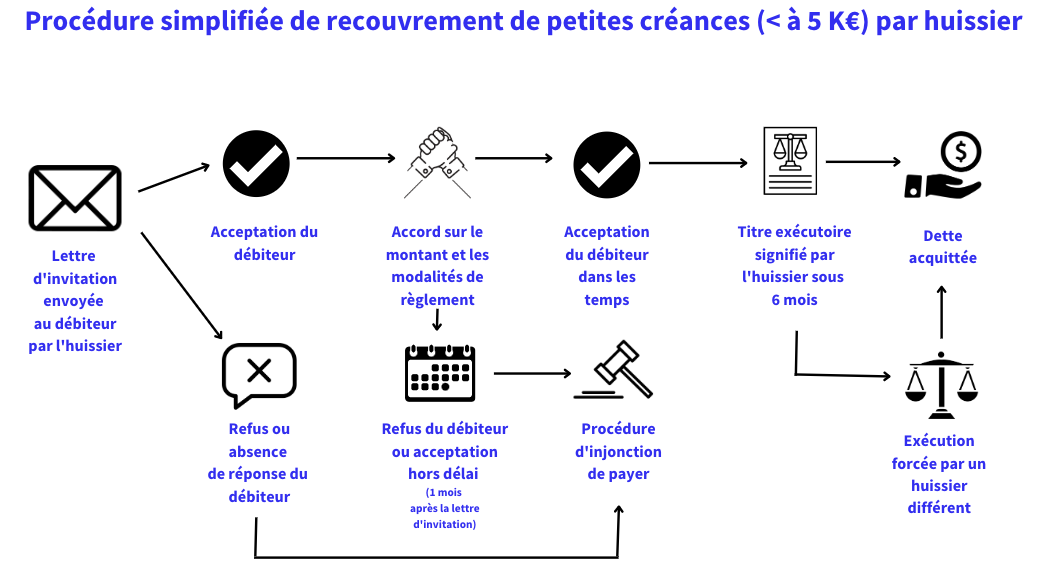 Procédure simplifiée de recouvrement de petites créances (< à 5 K€) par huissier
Lettre
d'invitation
envoyée
au débiteur
par l'huissier
Acceptation du
débiteur
Accord sur le
montant et les
modalités de
règlement
Acceptation
du débiteur
dans les
temps
Titre exécutoire
signifié par
l'huissier sous
6 mois
$
Dette
acquittée
Refus ou
absence
de réponse du
débiteur
Refus du débiteur
ou acceptation
hors délai
(1 mois
après la lettre
d'invitation)
Procédure
d'injonction
de payer
Exécution
forcée par un
huissier
différent